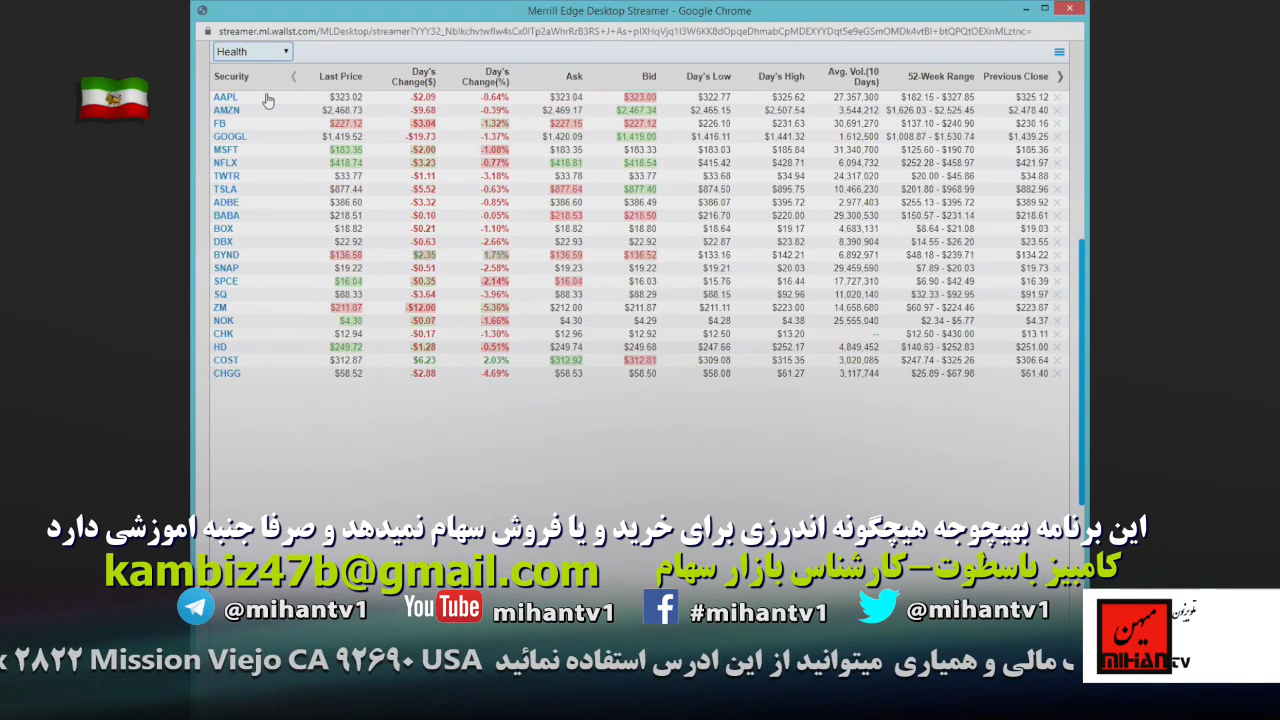 Merrill Edge Desktop Streamer - Google Chrome
Health
Security Last Price Day's Change($) Day's Change(%) Ask Bid Day's Low Day's High Avg. Vol.(10 Days) 52-Week Range Previous Close
AAPL $323.02 -$2.09 -0.64% $323.04 $323.00 $322.77 $325.62 27,357,300 $182.15 - $327.85 $325.12
AMZN $2,468.73 -$9.68 -0.39% $2,469.17 $2,467.34 $2,465.15 $2,507.54 3,544,212 $1,626.03 - $2,525.45 $2,478.40
FB $227.12 -$3.04 -1.32% $227.15 $227.12 $226.10 $231.63 30,691,270 $137.10 - $240.90 $230.16
GOOGL $1,419.52 -$19.73 -1.37% $1,420.09 $1,419.00 $1,416.11 $1,441.32 1,612,500 $1,008.87 - $1,530.74 $1,439.25
MSFT $183.35 -$2.00 -1.08% $183.35 $183.33 $183.03 $185.84 31,340,700 $125.60 - $190.70 $185.36
NFLX $418.74 -$3.23 -0.77% $418.81 $418.54 $415.42 $428.71 6,094,732 $252.28 - $458.97 $421.97
TWTR $33.77 -$1.11 -3.18% $33.78 $33.77 $33.68 $34.94 24,317,020 $20.00 - $45.86 $34.88
TSLA $877.44 -$5.52 -0.63% $877.64 $877.40 $874.50 $895.75 10,466,230 $201.80 - $968.99 $882.96
ADBE $386.60 -$3.32 -0.85% $386.60 $386.49 $386.07 $395.72 2,977,403 $255.13 - $395.72 $389.92
BABA $218.51 -$0.10 -0.05% $218.53 $218.50 $216.70 $220.00 29,300,530 $150.57 - $231.14 $218.61
BOX $18.82 -$0.21 -1.10% $18.82 $18.80 $18.64 $19.17 4,683,131 $8.64 - $21.08 $19.03
DBX $22.92 -$0.63 -2.66% $22.93 $22.92 $22.87 $23.82 8,390,904 $14.55 - $26.20 $23.55
BYND $136.58 $2.35 1.75% $136.59 $136.52 $133.16 $142.21 6,892,971 $48.18 - $239.71 $134.22
SNAP $19.22 -$0.51 -2.58% $19.23 $19.22 $19.21 $20.03 29,459,590 $7.89 - $20.03 $19.73
SPCE $16.04 -$0.35 -2.14% $16.04 $16.03 $15.76 $16.44 17,727,310 $6.90 - $42.49 $16.39
SQ $88.33 -$3.64 -3.96% $88.33 $88.29 $88.15 $92.96 11,020,140 $32.33 - $92.95 $91.97
ZM $211.87 -$12.00 -5.36% $212.00 $211.87 $211.11 $223.00 14,658,680 $60.97 - $224.46 $223.87
NOK $4.30 -$0.07 -1.66% $4.30 $4.29 $4.28 $4.38 25,555,040 $2.34 - $5.77 $4.37
CHK $12.94 -$0.17 -1.30% $12.96 $12.92 $12.50 $13.20 -- $12.50 - $430.00 $13.11
HD $249.72 -$1.28 -0.51% $249.74 $249.68 $247.66 $252.17 4,849,452 $140.63 - $252.83 $251.00
COST $312.87 $6.23 2.03% $312.92 $312.81 $309.08 $315.35 3,020,085 $247.74 - $325.26 $306.64
CHGG $58.52 -$2.88 -4.69% $58.53 $58.50 $58.08 $61.27 3,117,744 $25.89 - $67.98 $61.40
این برنامه بهیچوجه هیچگونه اندرزی برای خرید و یا فروش سهام نمیدهد و صرفا جنبه اموزشی دارد
کامبیز باسطوت-کارشناس بازار سهام kambiz47b@gmail.com
@mihantv1 YouTube mihantv1 #mihantv1 @mihantv1
مالی و همیاری میتوانید از این ادرس استفاده نمائید x ۲۸۲۲ Mission Viejo CA ۹۲۶۹۰ USA
تلویزیون
میهن
MIHAN TV